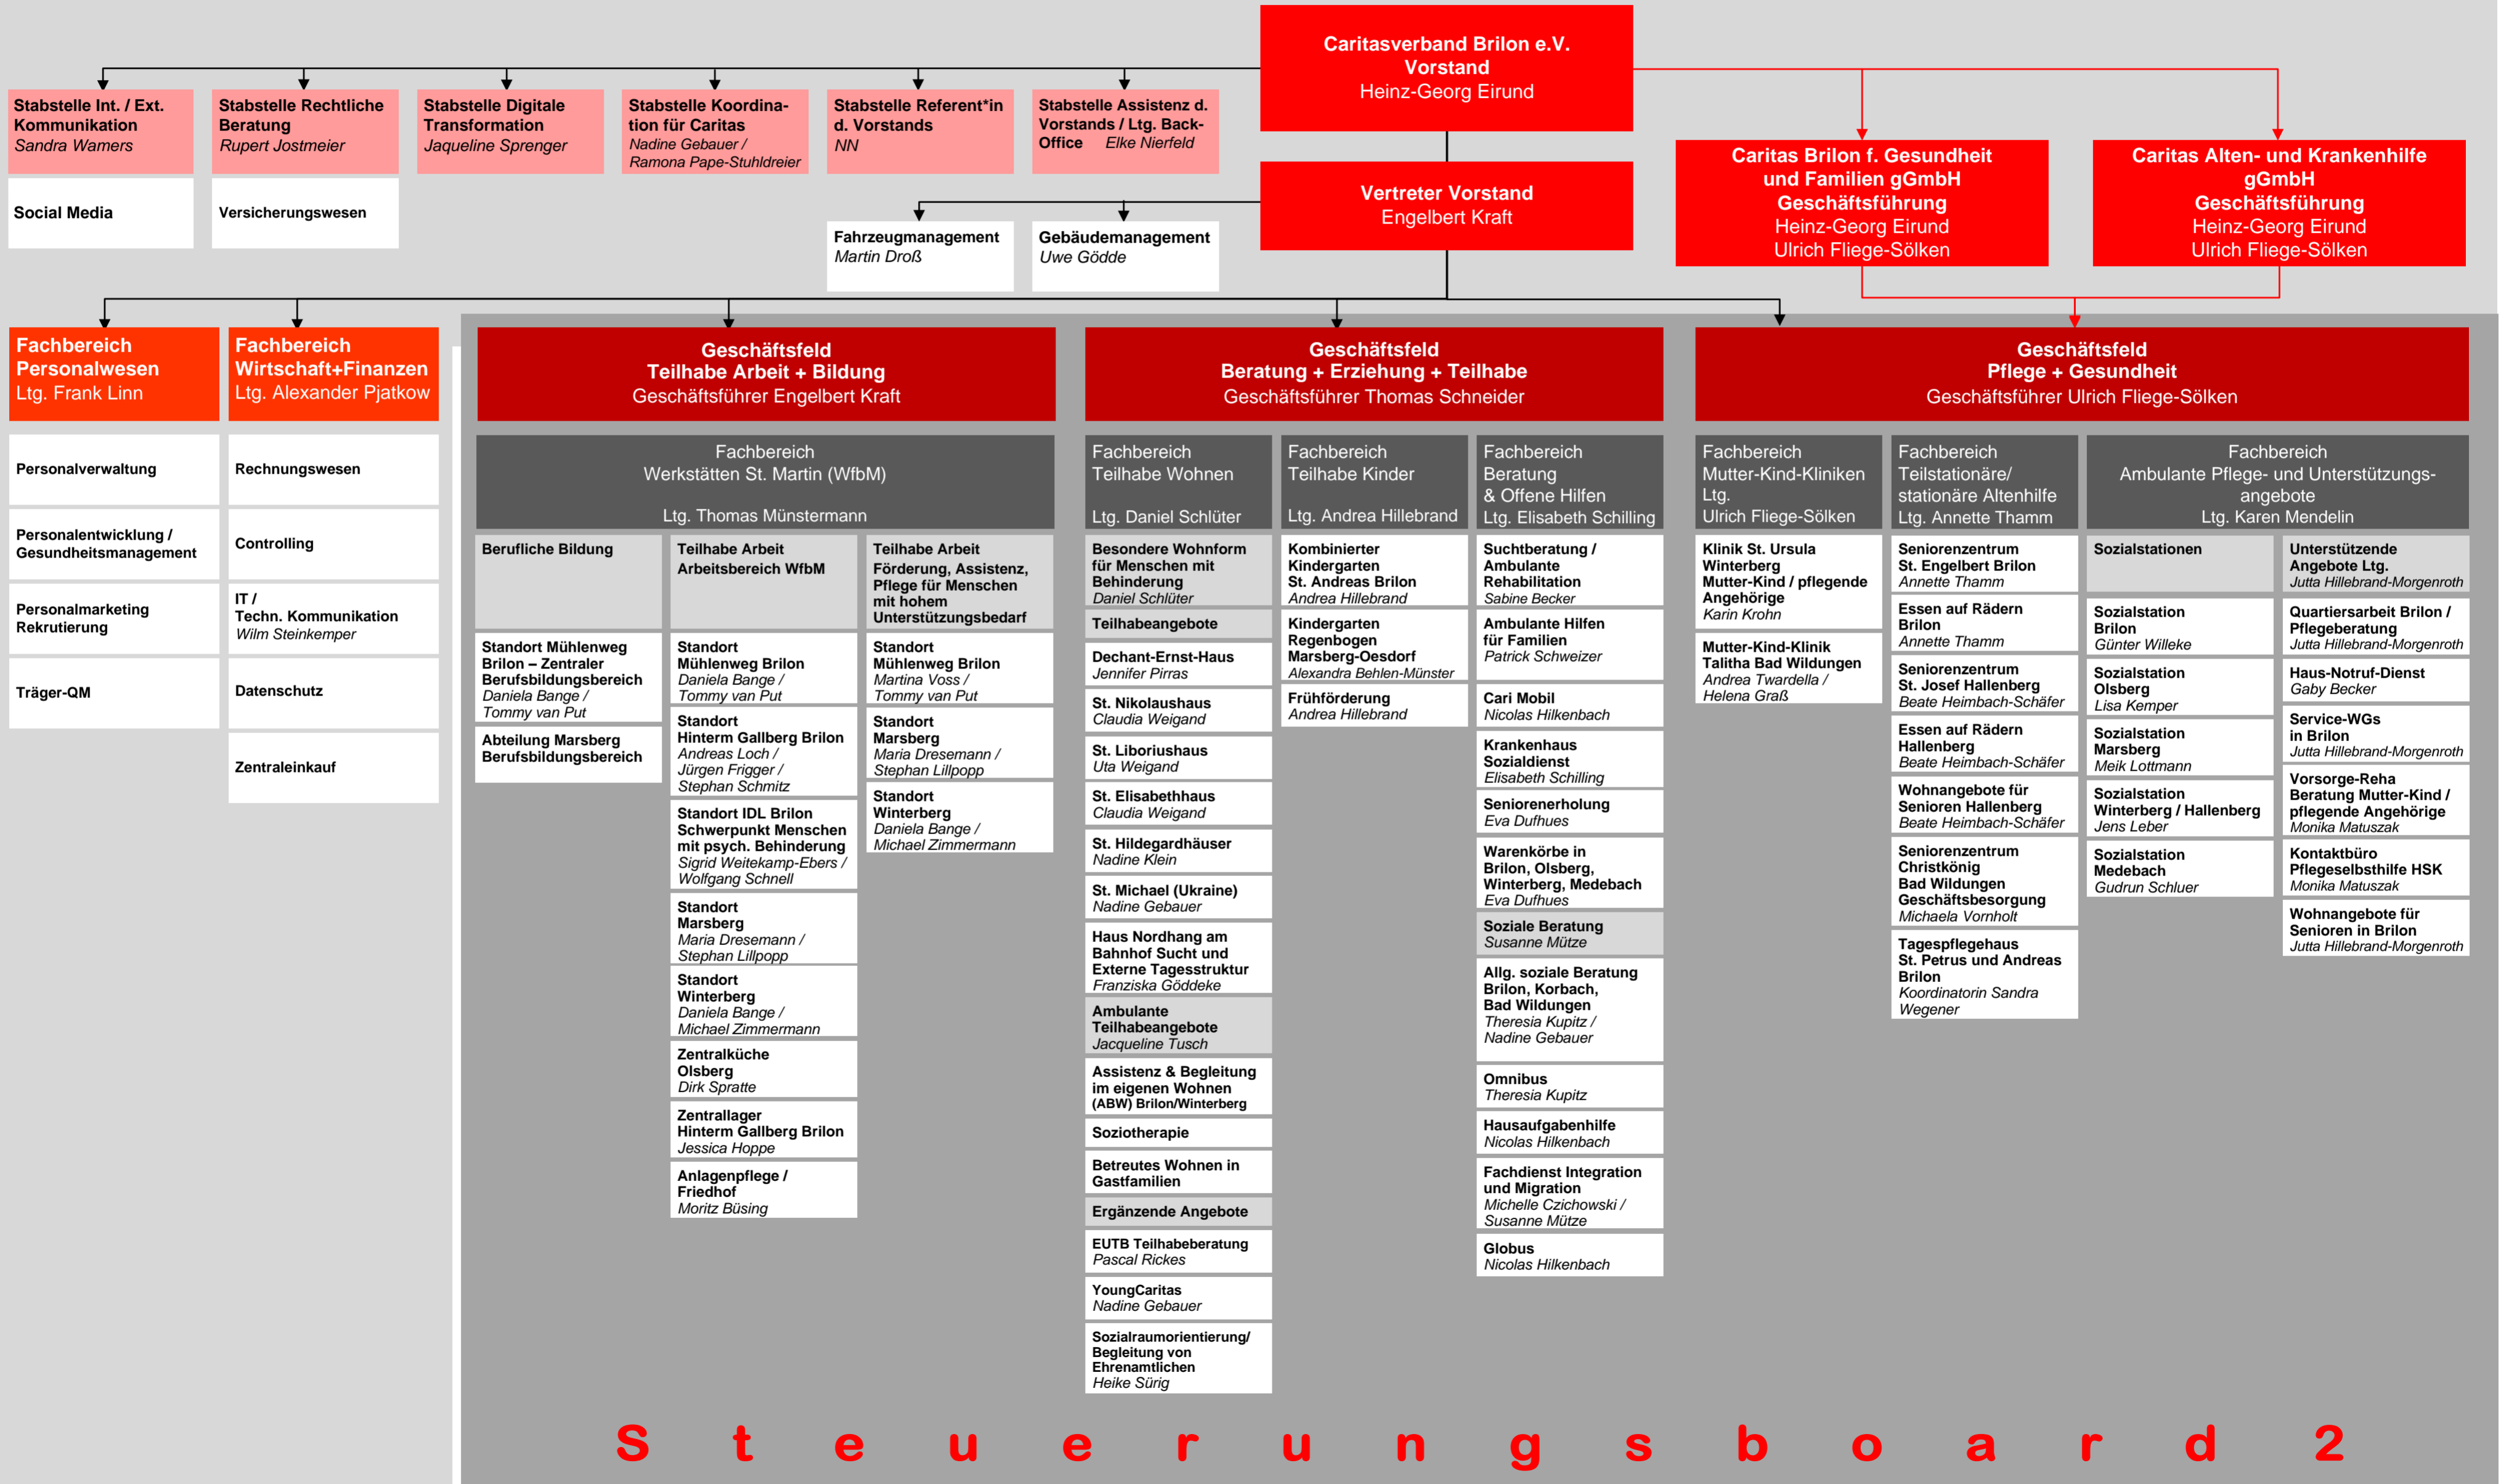 Caritasverband Brilon e.V.
Vorstand
Heinz-Georg Eirund
Stabstelle Int. / Ext.
Kommunikation
Sandra Wamers
Stabstelle Rechtliche
Beratung
Rupert Jostmeier
Stabstelle Digitale
Transformation
Jaqueline Sprenger
Stabstelle Koordina-
tion für Caritas
Nadine Gebauer /
Ramona Pape-Stuhldreier
Stabstelle Referent*in
d. Vorstands
NN
Stabstelle Assistenz d.
Vorstands / Ltg. Back-
Office Elke Nierfeld
Social Media
Versicherungswesen
Vertreter Vorstand
Engelbert Kraft
Fahrzeugmanagement
Martin Droß
Gebäudemanagement
Uwe Gödde
Caritas Brilon f. Gesundheit
und Familien gGmbH
Geschäftsführung
Heinz-Georg Eirund
Ulrich Fliege-Sölken
Caritas Alten- und Krankenhilfe
gGmbH
Geschäftsführung
Heinz-Georg Eirund
Ulrich Fliege-Sölken
Fachbereich
Personalwesen
Ltg. Frank Linn
Personalverwaltung
Personalentwicklung /
Gesundheitsmanagement
Personalmarketing
Rekrutierung
Träger-QM
Fachbereich
Wirtschaft+Finanzen
Ltg. Alexander Pjatkow
Rechnungswesen
Controlling
IT /
Techn. Kommunikation
Wilm Steinkemper
Datenschutz
Zentraleinkauf
Geschäftsfeld
Teilhabe Arbeit + Bildung
Geschäftsführer Engelbert Kraft
Fachbereich
Werkstätten St. Martin (WfbM)
Ltg. Thomas Münstermann
Berufliche Bildung
Standort Mühlenweg
Brilon – Zentraler
Berufsbildungsbereich
Daniela Bange /
Tommy van Put
Abteilung Marsberg
Berufsbildungsbereich
Teilhabe Arbeit
Arbeitsbereich WfbM
Standort
Mühlenweg Brilon
Daniela Bange /
Tommy van Put
Standort
Hinterm Gallberg Brilon
Andreas Loch /
Jürgen Frigger /
Stephan Schmitz
Standort IDL Brilon
Schwerpunkt Menschen
mit psych. Behinderung
Sigrid Weitekamp-Ebers /
Wolfgang Schnell
Standort
Marsberg
Maria Dresemann /
Stephan Lillpopp
Standort
Winterberg
Daniela Bange /
Michael Zimmermann
Zentralküche
Olsberg
Dirk Spratte
Zentrallager
Hinterm Gallberg Brilon
Jessica Hoppe
Anlagenpflege /
Friedhof
Moritz Büsing
Teilhabe Arbeit
Förderung, Assistenz,
Pflege für Menschen
mit hohem
Unterstützungsbedarf
Standort
Mühlenweg Brilon
Martina Voss /
Tommy van Put
Standort
Marsberg
Maria Dresemann /
Stephan Lillpopp
Standort
Winterberg
Daniela Bange /
Michael Zimmermann
Geschäftsfeld
Beratung + Erziehung + Teilhabe
Geschäftsführer Thomas Schneider
Fachbereich
Teilhabe Wohnen
Ltg. Daniel Schlüter
Besondere Wohnform
für Menschen mit
Behinderung
Daniel Schlüter
Teilhabeangebote
Dechant-Ernst-Haus
Jennifer Pirras
St. Nikolaushaus
Claudia Weigand
St. Liboriushaus
Uta Weigand
St. Elisabethhaus
Claudia Weigand
St. Hildegardhäuser
Nadine Klein
St. Michael (Ukraine)
Nadine Gebauer
Haus Nordhang am
Bahnhof Sucht und
Externe Tagesstruktur
Franziska Göddeke
Ambulante
Teilhabeangebote
Jacqueline Tusch
Assistenz & Begleitung
im eigenen Wohnen
(ABW) Brilon/Winterberg
Soziotherapie
Betreutes Wohnen in
Gastfamilien
Ergänzende Angebote
EUTB Teilhabeberatung
Pascal Rickes
YoungCaritas
Nadine Gebauer
Sozialraumorientierung/
Begleitung von
Ehrenamtlichen
Heike Sürig
Fachbereich
Teilhabe Kinder
Ltg. Andrea Hillebrand
Kombinierter
Kindergarten
St. Andreas Brilon
Andrea Hillebrand
Kindergarten
Regenbogen
Marsberg-Oesdorf
Alexandra Behlen-Münster
Frühförderung
Andrea Hillebrand
Fachbereich
Beratung
& Offene Hilfen
Ltg. Elisabeth Schilling
Suchtberatung /
Ambulante
Rehabilitation
Sabine Becker
Ambulante Hilfen
für Familien
Patrick Schweizer
Cari Mobil
Nicolas Hilkenbach
Krankenhaus
Sozialdienst
Elisabeth Schilling
Seniorenerholung
Eva Dufhues
Warenkörbe in
Brilon, Olsberg,
Winterberg, Medebach
Eva Dufhues
Soziale Beratung
Susanne Mütze
Allg. soziale Beratung
Brilon, Korbach,
Bad Wildungen
Theresia Kupitz /
Nadine Gebauer
Omnibus
Theresia Kupitz
Hausaufgabenhilfe
Nicolas Hilkenbach
Fachdienst Integration
und Migration
Michelle Czichowski /
Susanne Mütze
Globus
Nicolas Hilkenbach
Geschäftsfeld
Pflege + Gesundheit
Geschäftsführer Ulrich Fliege-Sölken
Fachbereich
Mutter-Kind-Kliniken
Ltg.
Ulrich Fliege-Sölken
Klinik St. Ursula
Winterberg
Mutter-Kind / pflegende
Angehörige
Karin Krohn
Mutter-Kind-Klinik
Talitha Bad Wildungen
Andrea Twardella /
Helena Graß
Fachbereich
Teilstationäre/
stationäre Altenhilfe
Ltg. Annette Thamm
Seniorenzentrum
St. Engelbert Brilon
Annette Thamm
Essen auf Rädern
Brilon
Annette Thamm
Seniorenzentrum
St. Josef Hallenberg
Beate Heimbach-Schäfer
Essen auf Rädern
Hallenberg
Beate Heimbach-Schäfer
Wohnangebote für
Senioren Hallenberg
Beate Heimbach-Schäfer
Seniorenzentrum
Christkönig
Bad Wildungen
Geschäftsbesorgung
Michaela Vornholt
Tagespflegehaus
St. Petrus und Andreas
Brilon
Koordinatorin Sandra
Wegener
Fachbereich
Ambulante Pflege- und Unterstützungs-
angebote
Ltg. Karen Mendelin
Sozialstationen
Sozialstation
Brilon
Günter Willeke
Sozialstation
Olsberg
Lisa Kemper
Sozialstation
Marsberg
Meik Lottmann
Sozialstation
Winterberg / Hallenberg
Jens Leber
Sozialstation
Medebach
Gudrun Schluer
Unterstützende
Angebote Ltg.
Jutta Hillebrand-Morgenroth
Quartiersarbeit Brilon /
Pflegeberatung
Jutta Hillebrand-Morgenroth
Haus-Notruf-Dienst
Gaby Becker
Service-WGs
in Brilon
Jutta Hillebrand-Morgenroth
Vorsorge-Reha
Beratung Mutter-Kind /
pflegende Angehörige
Monika Matuszak
Kontaktbüro
Pflegeselbsthilfe HSK
Monika Matuszak
Wohnangebote für
Senioren in Brilon
Jutta Hillebrand-Morgenroth
Steuerungsboard 2